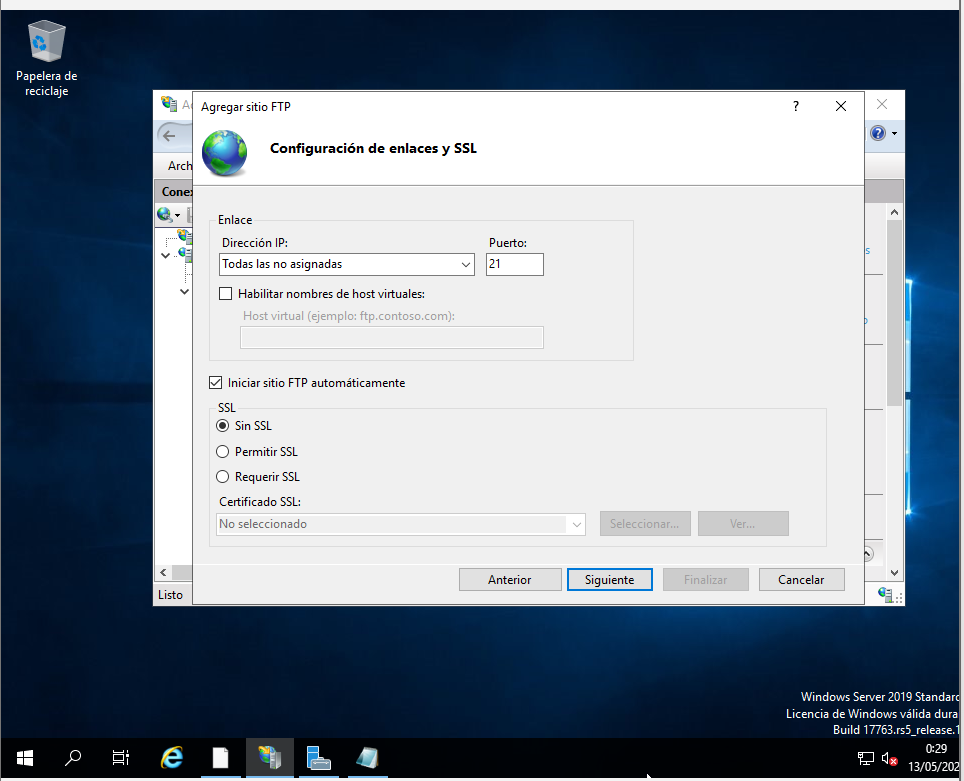 Papelera de
reciclaje
Agregar sitio FTP
?
Configuración de enlaces y SSL
Arch
Enlace
Dirección IP:
Puerto:
Todas las no asignadas
21
Habilitar nombres de host virtuales:
Host virtual (ejemplo: ftp.contoso.com):
Iniciar sitio FTP automáticamente
SSL
Sin SSL
Permitir SSL
Requerir SSL
Certificado SSL:
No seleccionado
Seleccionar...
Ver...
Anterior
Siguiente
Finalizar
Cancelar
Listo
Windows Server 2019 Standard
Licencia de Windows válida dura
Build 17763.rs5_release.1
0:29
13/05/202